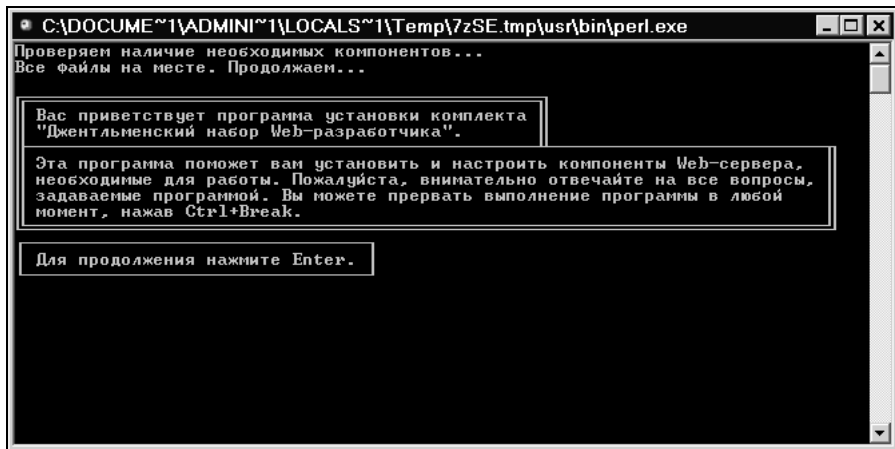 C:\DOCUME~1\ADMINI~1\LOCALS~1\Temp\7zSE.tmp\usr\bin\perl.exe
Проверяем наличие необходимых компонентов...
Все файлы на месте. Продолжаем...
Вас приветствует программа установки комплекта
"Джентльменский набор Web-разработчика".
Эта программа поможет вам установить и настроить компоненты Web-сервера,
необходимые для работы. Пожалуйста, внимательно отвечайте на все вопросы,
задаваемые программой. Вы можете прервать выполнение программы в любой
момент, нажав Ctrl+Break.
Для продолжения нажмите Enter.